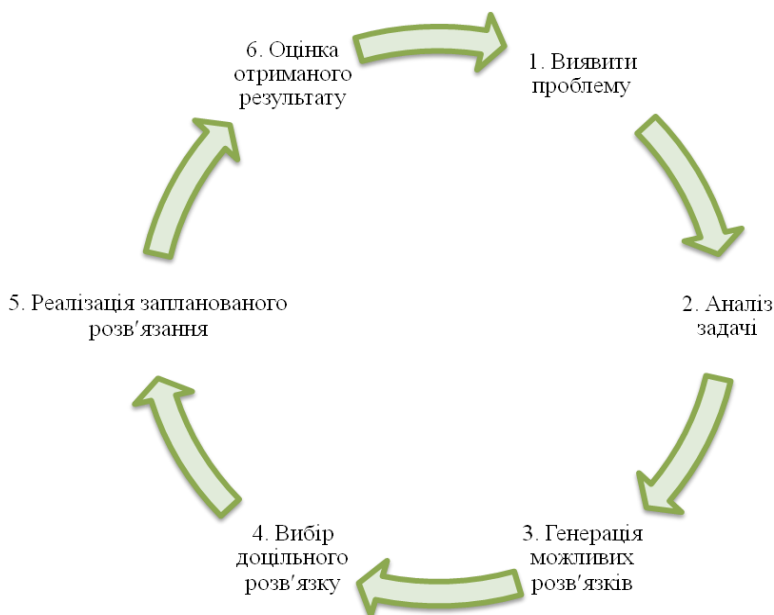 1. Виявити
проблему
2. Аналіз
задачі
3. Генерація
можливих
розв'язків
4. Вибір
доцільного
розв'язку
5. Реалізація запланованого
розв'язання
6. Оцінка
отриманого
результату